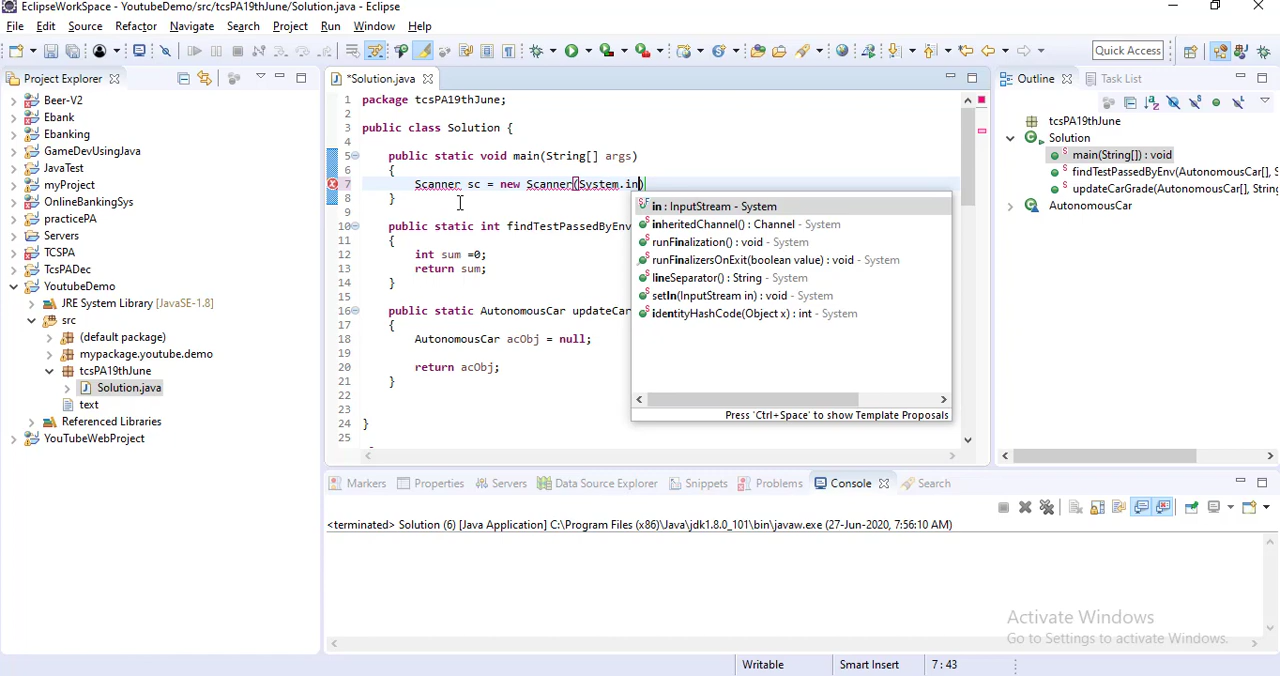 EclipseWorkSpace - YoutubeDemo/src/tcsPA19thJune/Solution.java - Eclipse
File Edit Source Refactor Navigate Search Project Run Window Help
Quick Access
Project Explorer
Beer-V2
Ebank
Ebanking
GameDevUsingJava
JavaTest
myProject
OnlineBankingSys
practicePA
Servers
TCSPA
TcsPADec
YoutubeDemo
JRE System Library [JavaSE-1.8]
src
(default package)
mypackage.youtube.demo
tcsPA19thJune
Solution.java
text
Referenced Libraries
YouTubeWebProject
*Solution.java
1 package tcsPA19thJune;
2
3 public class Solution {
4
5 public static void main(String[] args)
6 {
7 Scanner sc = new Scanner(System.in)
8 }
9
10 public static int findTestPassedByEnv
11 {
12 int sum =0;
13 return sum;
14 }
15
16 public static AutonomousCar updateCar
17 {
18 AutonomousCar acObj = null;
19
20 return acObj;
21 }
22
23
24 }
25
in : InputStream - System
inheritedChannel() : Channel - System
runFinalization() : void - System
runFinalizersOnExit(boolean value) : void - System
lineSeparator() : String - System
setIn(InputStream in) : void - System
identityHashCode(Object x) : int - System
Press 'Ctrl+Space' to show Template Proposals
Outline Task List
tcsPA19thJune
Solution
main(String[]) : void
findTestPassedByEnv(AutonomousCar[],
updateCarGrade(AutonomousCar[], String
AutonomousCar
Markers Properties Servers Data Source Explorer Snippets Problems Console Search
<terminated> Solution (6) [Java Application] C:\Program Files (x86)\Java\jdk1.8.0_101\bin\javaw.exe (27-Jun-2020, 7:56:10 AM)
Activate Windows
Go to Settings to activate Windows.
Writable Smart Insert 7 : 43